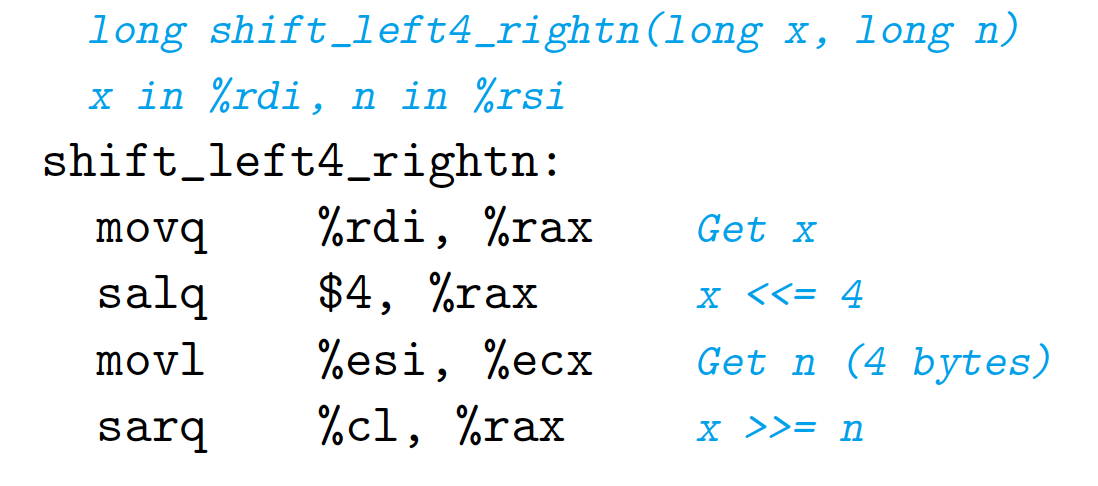 long shift_left4_rightn(long x, long n)
x in %rdi, n in %rsi
shift_left4_rightn:
movq %rdi, %rax Get x
salq $4, %rax x <<= 4
movl %esi, %ecx Get n (4 bytes)
sarq %cl, %rax x >>= n